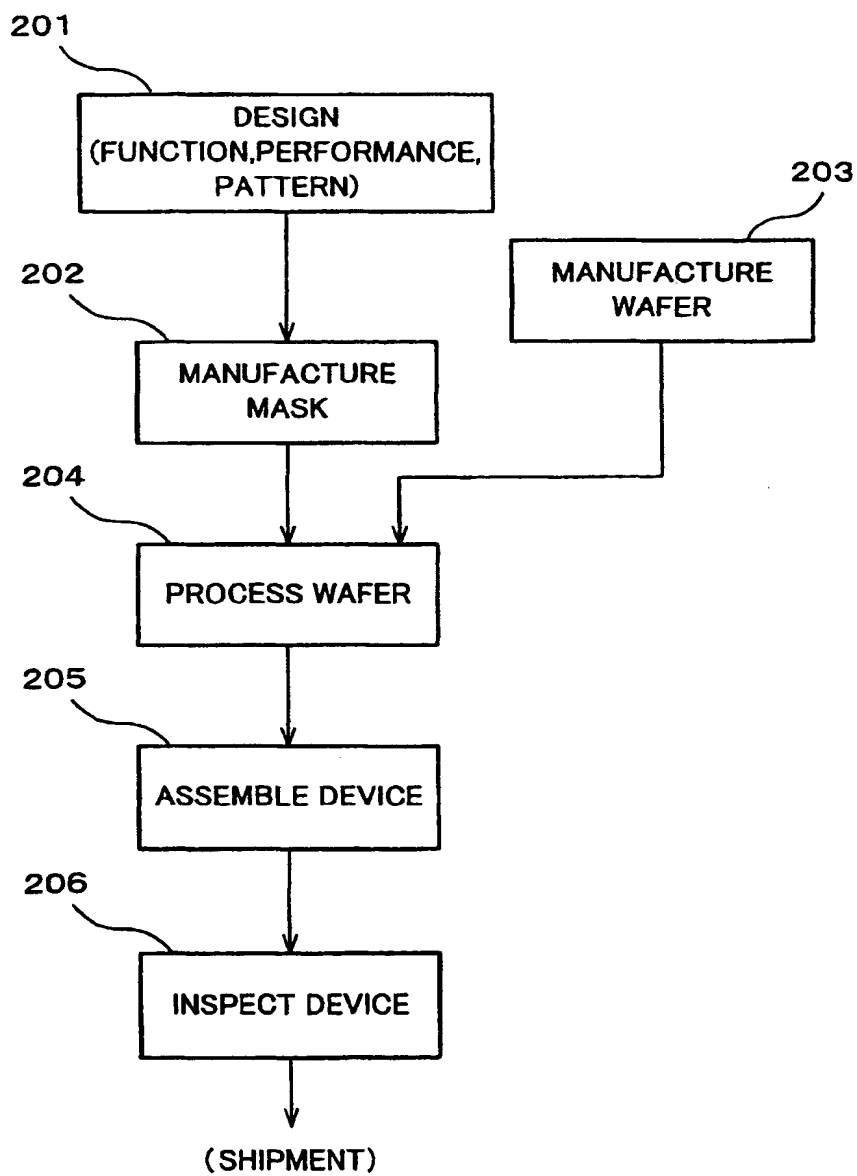 201
DESIGN
(FUNCTION,PERFORMANCE,
PATTERN)
203
MANUFACTURE
WAFER
202
MANUFACTURE
MASK
204
PROCESS WAFER
205
ASSEMBLE DEVICE
206
INSPECT DEVICE
(SHIPMENT)